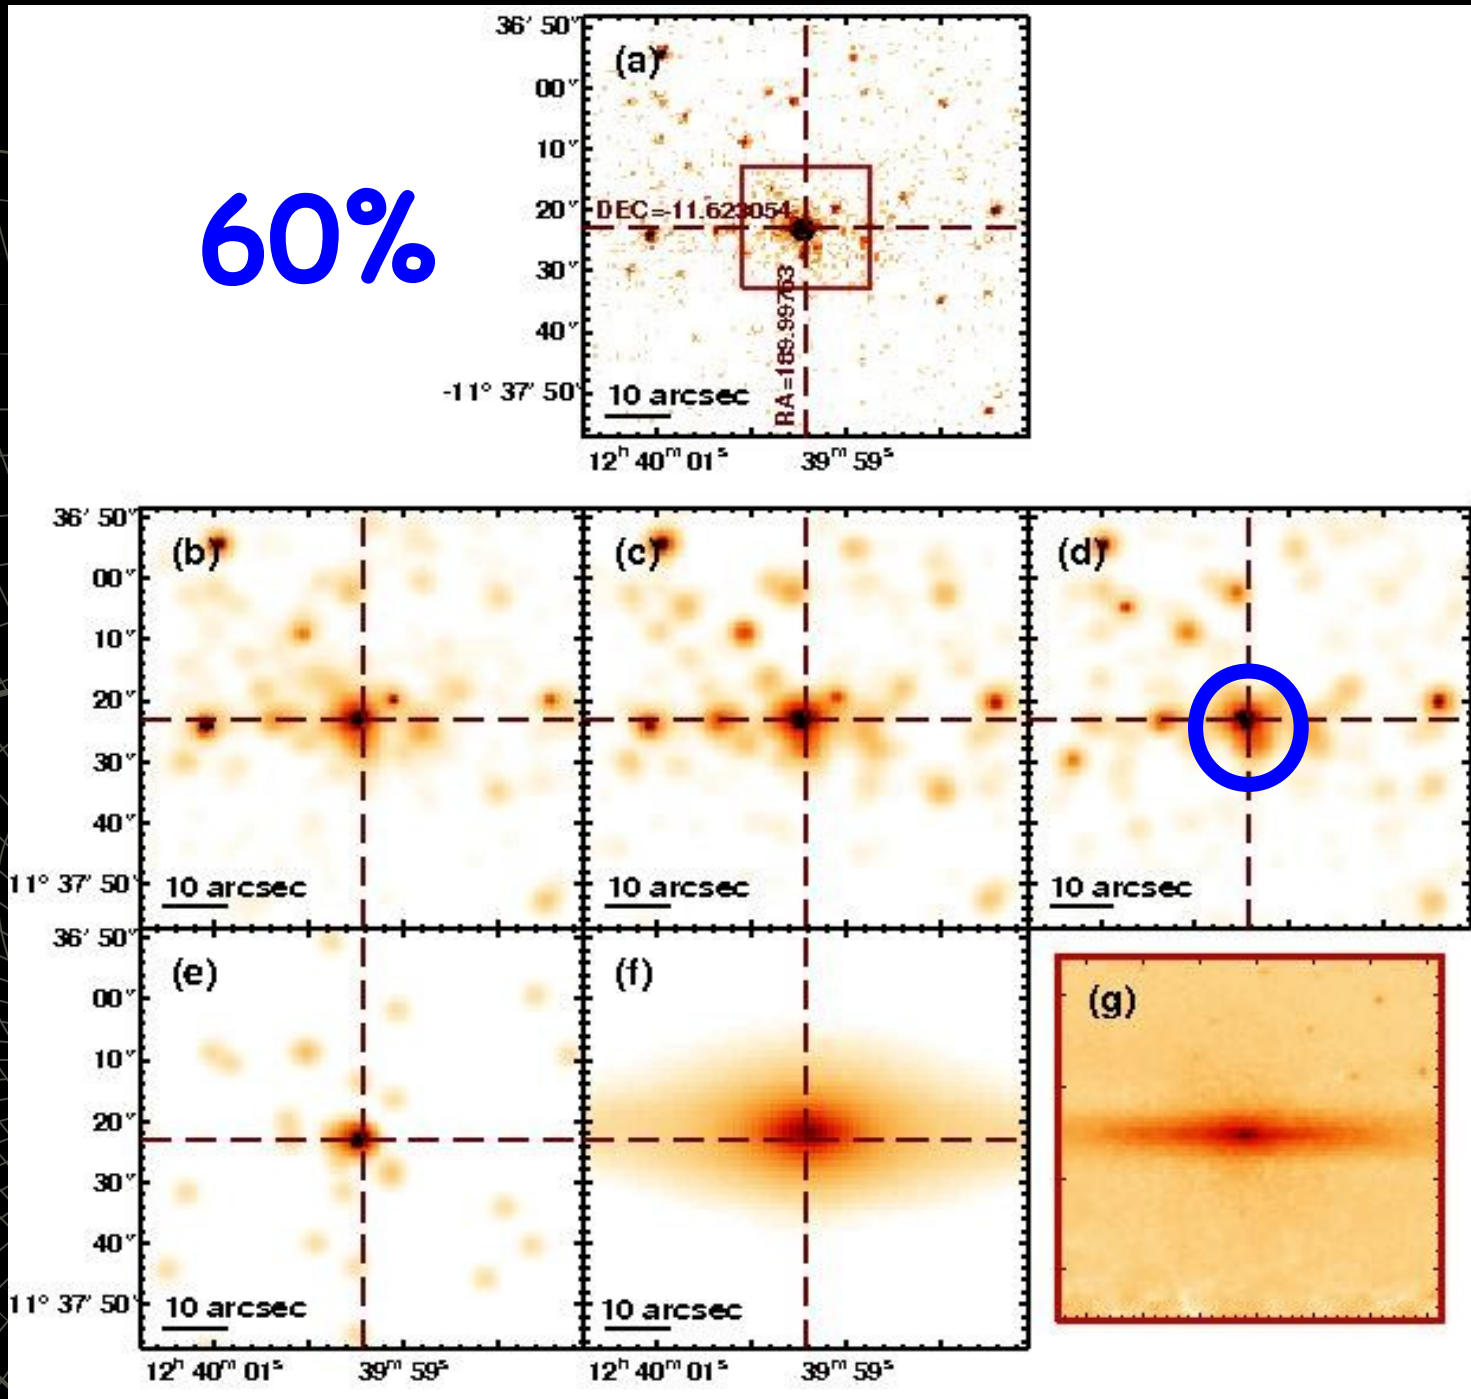 60%
36′ 50″
(a)
00″
10″
20″
DEC=-11.623054
30″
RA=189.99763
40″
-11° 37′ 50″
10 arcsec
12ʰ 40ᵐ 01ˢ 39ᵐ 59ˢ
36′ 50″
(b) (c) (d)
00″
10″
20″
30″
40″
11° 37′ 50″
10 arcsec 10 arcsec 10 arcsec
36′ 50″
(e) (f) (g)
00″
10″
20″
30″
40″
11° 37′ 50″
10 arcsec 10 arcsec
12ʰ 40ᵐ 01ˢ 39ᵐ 59ˢ 12ʰ 40ᵐ 01ˢ 39ᵐ 59ˢ